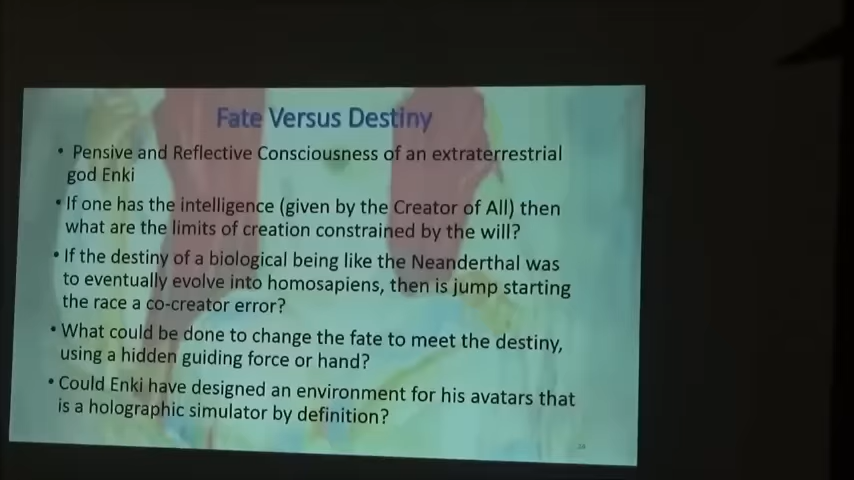 Fate Versus Destiny
• Pensive and Reflective Consciousness of an extraterrestrial
god Enki
• If one has the intelligence (given by the Creator of All) then
what are the limits of creation constrained by the will?
• If the destiny of a biological being like the Neanderthal was
to eventually evolve into homosapiens, then is jump starting
the race a co-creator error?
• What could be done to change the fate to meet the destiny,
using a hidden guiding force or hand?
• Could Enki have designed an environment for his avatars that
is a holographic simulator by definition?